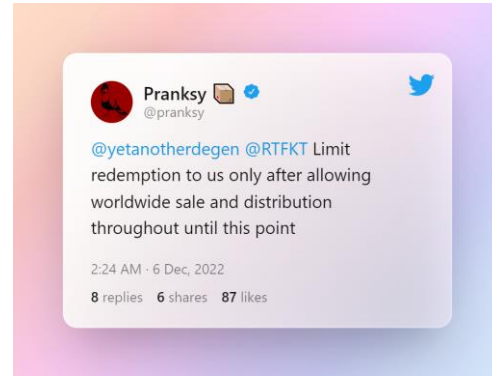 Pranksy 📦
@pranksy
@yetanotherdegen @RTFKT Limit
redemption to us only after allowing
worldwide sale and distribution
throughout until this point
2:24 AM · 6 Dec, 2022
8 replies 6 shares 87 likes